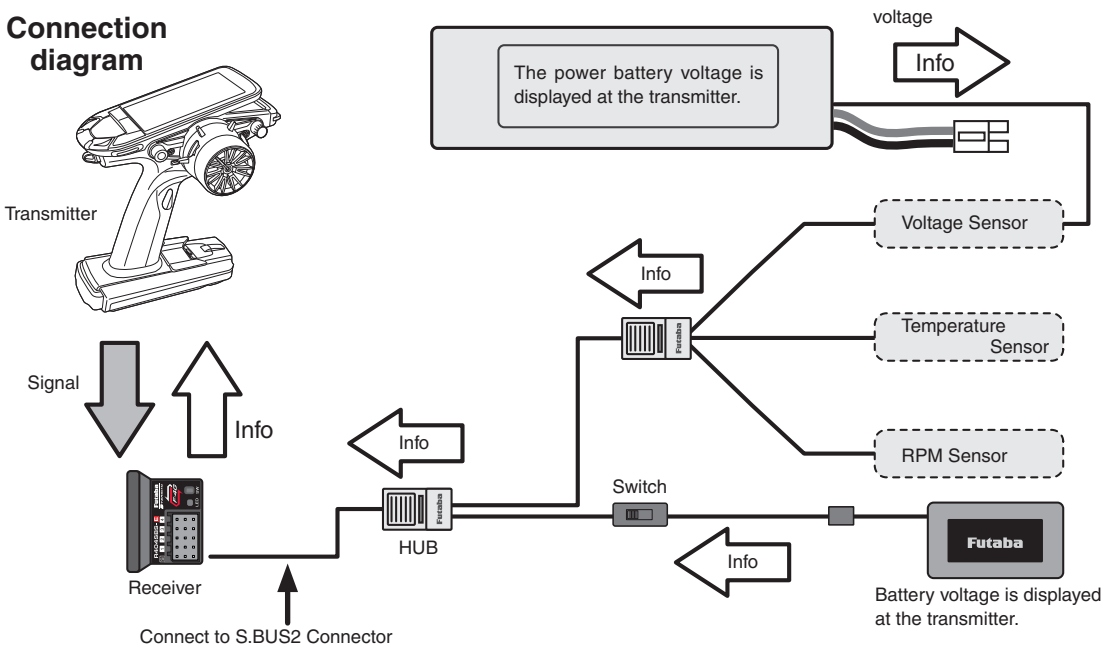 Connection
diagram
voltage
Info
The power battery voltage is
displayed at the transmitter.
Transmitter
Voltage Sensor
Info
Temperature
Sensor
Futaba
Signal
Info
Info
RPM Sensor
Switch
Futaba
Futaba
HUB
Info
Futaba
Receiver
Battery voltage is displayed
at the transmitter.
Connect to S.BUS2 Connector